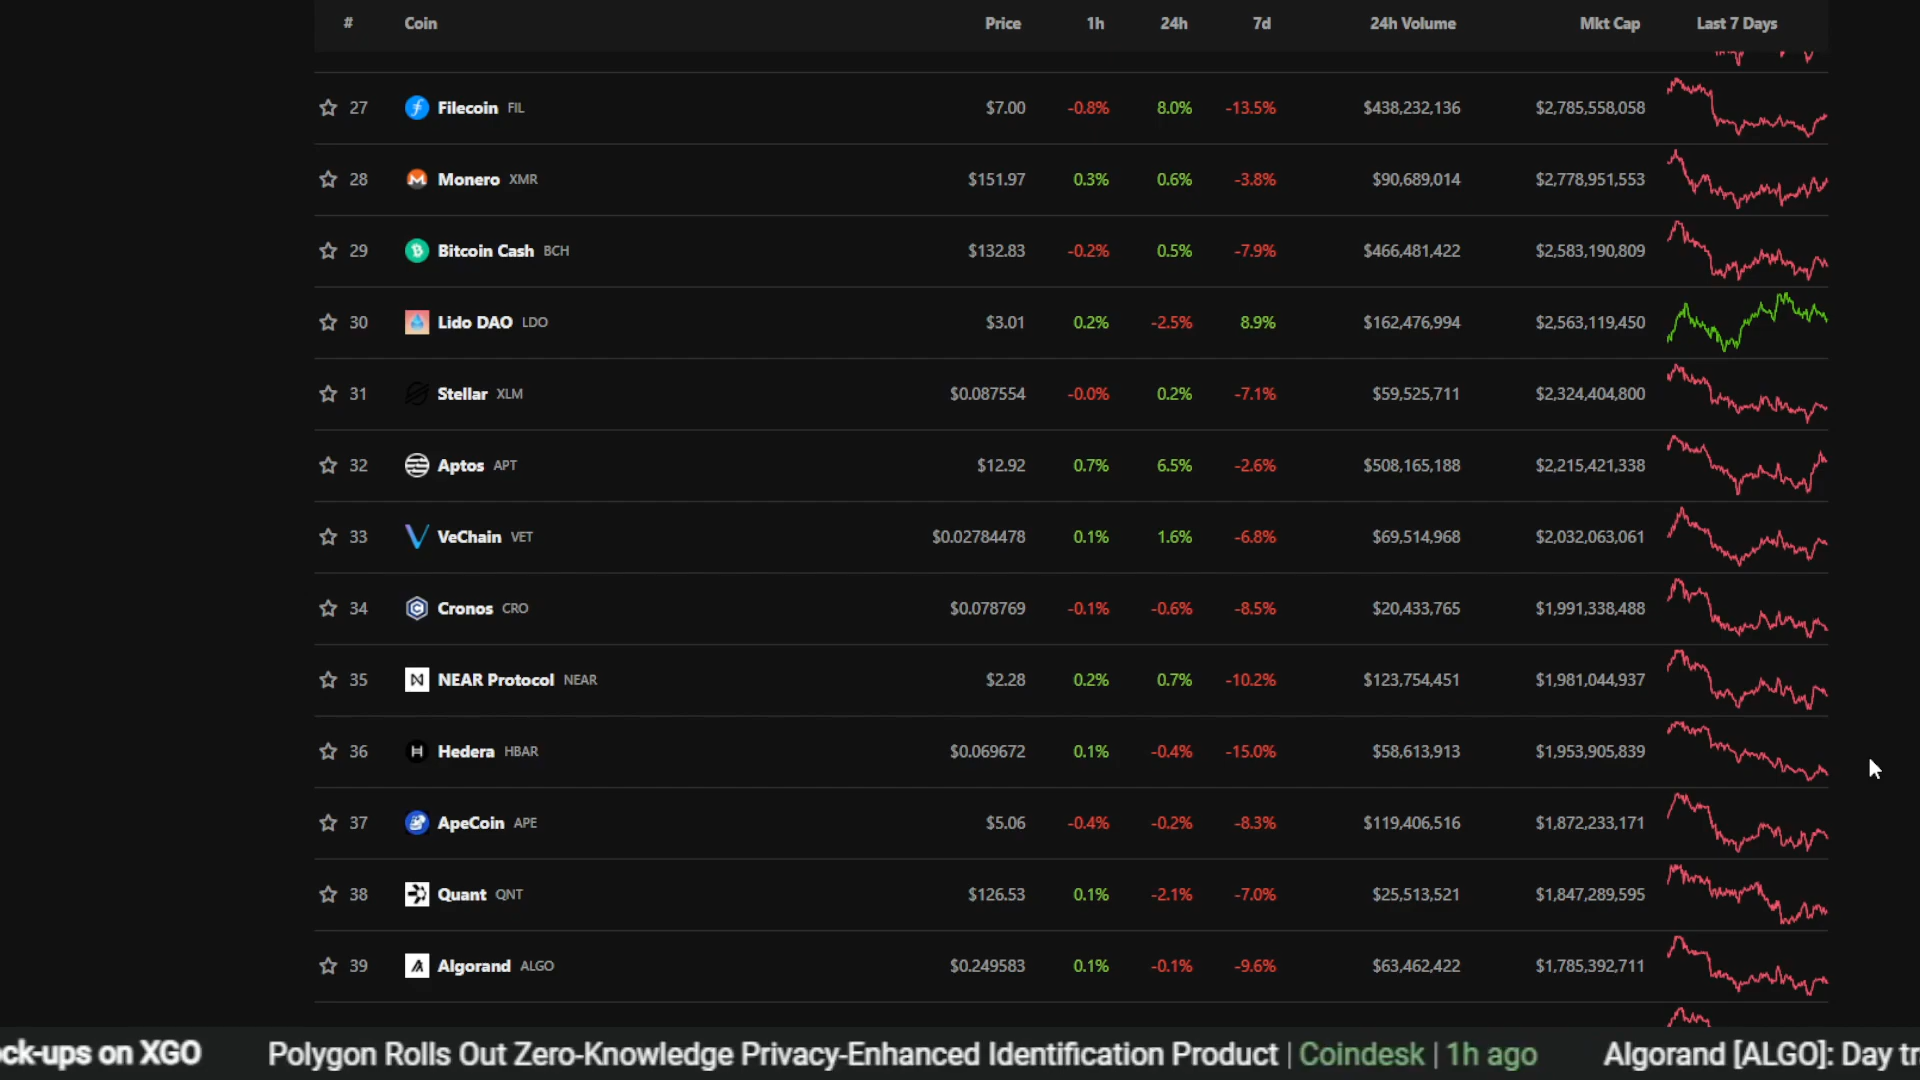 # Coin Price 1h 24h 7d 24h Volume Mkt Cap Last 7 Days
27 Filecoin FIL $7.00 -0.8% 8.0% -13.5% $438,232,136 $2,785,558,058
28 Monero XMR $151.97 0.3% 0.6% -3.8% $90,689,014 $2,778,951,553
29 Bitcoin Cash BCH $132.83 -0.2% 0.5% -7.9% $466,481,422 $2,583,190,809
30 Lido DAO LDO $3.01 0.2% -2.5% 8.9% $162,476,994 $2,563,119,450
31 Stellar XLM $0.087554 -0.0% 0.2% -7.1% $59,525,711 $2,324,404,800
32 Aptos APT $12.92 0.7% 6.5% -2.6% $508,165,188 $2,215,421,338
33 VeChain VET $0.02784478 0.1% 1.6% -6.8% $69,514,968 $2,032,063,061
34 Cronos CRO $0.078769 -0.1% -0.6% -8.5% $20,433,765 $1,991,338,488
35 NEAR Protocol NEAR $2.28 0.2% 0.7% -10.2% $123,754,451 $1,981,044,937
36 Hedera HBAR $0.069672 0.1% -0.4% -15.0% $58,613,913 $1,953,905,839
37 ApeCoin APE $5.06 -0.4% -0.2% -8.3% $119,406,516 $1,872,233,171
38 Quant QNT $126.53 0.1% -2.1% -7.0% $25,513,521 $1,847,289,595
39 Algorand ALGO $0.249583 0.1% -0.1% -9.6% $63,462,422 $1,785,392,711
ck-ups on XGO Polygon Rolls Out Zero-Knowledge Privacy-Enhanced Identification Product | Coindesk | 1h ago Algorand [ALGO]: Day tr